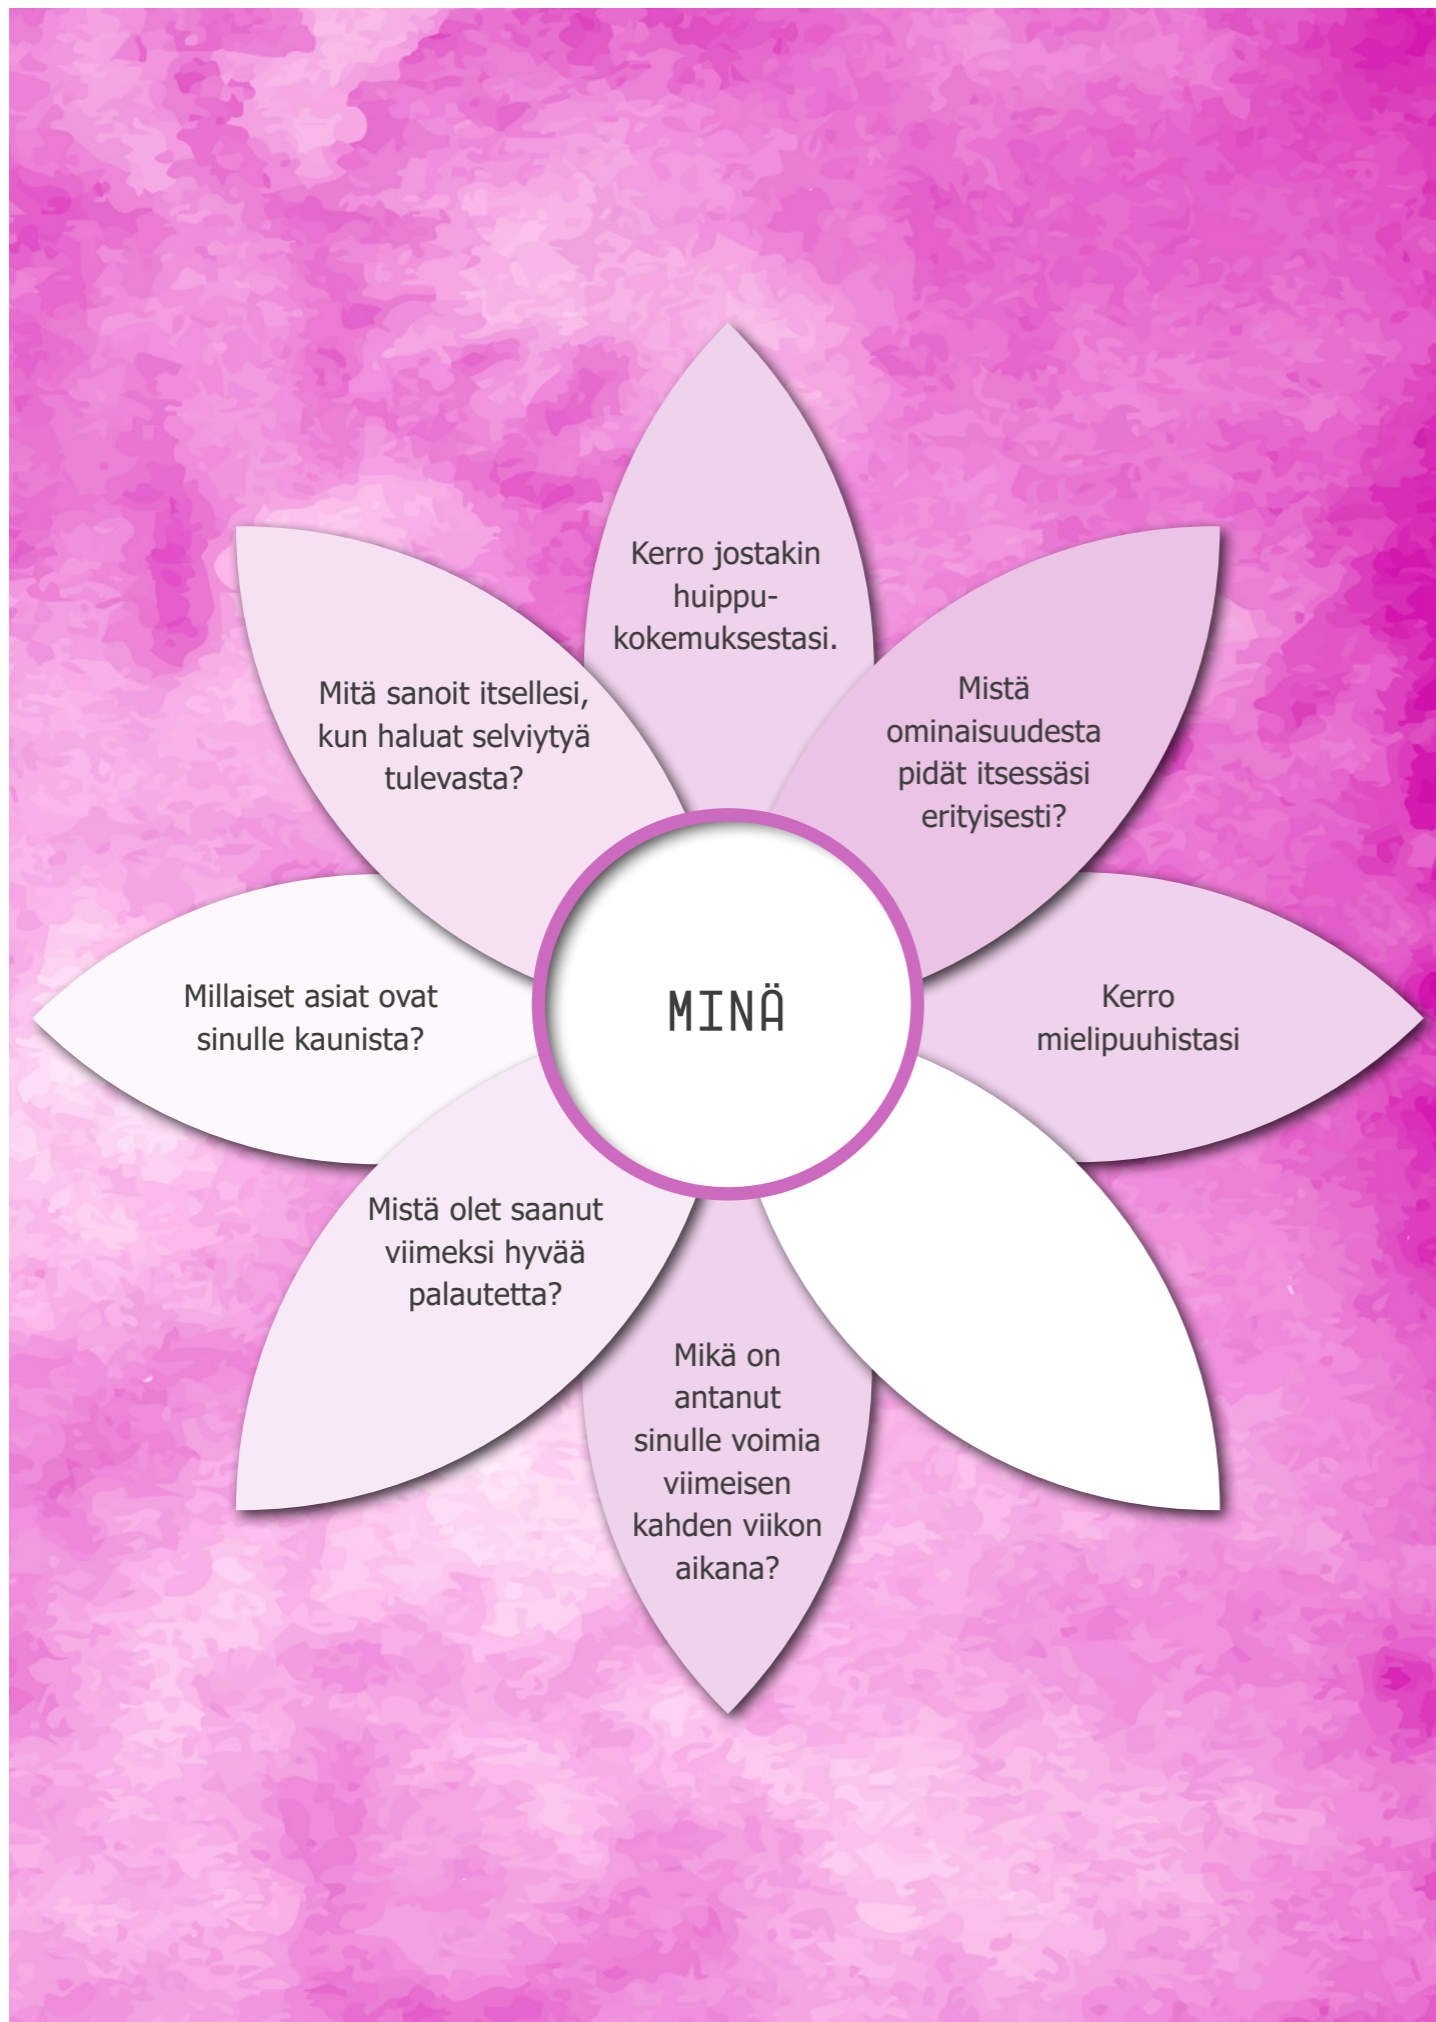 Kerro jostakin
huippu-
kokemuksestasi.
Mistä
ominaisuudesta
pidät itsessäsi
erityisesti?
Kerro
mielipuuhistasi
Mikä on
antanut
sinulle voimia
viimeisen
kahden viikon
aikana?
Mistä olet saanut
viimeksi hyvää
palautetta?
Millaiset asiat ovat
sinulle kaunista?
Mitä sanoit itsellesi,
kun haluat selviytyä
tulevasta?
MINÄ